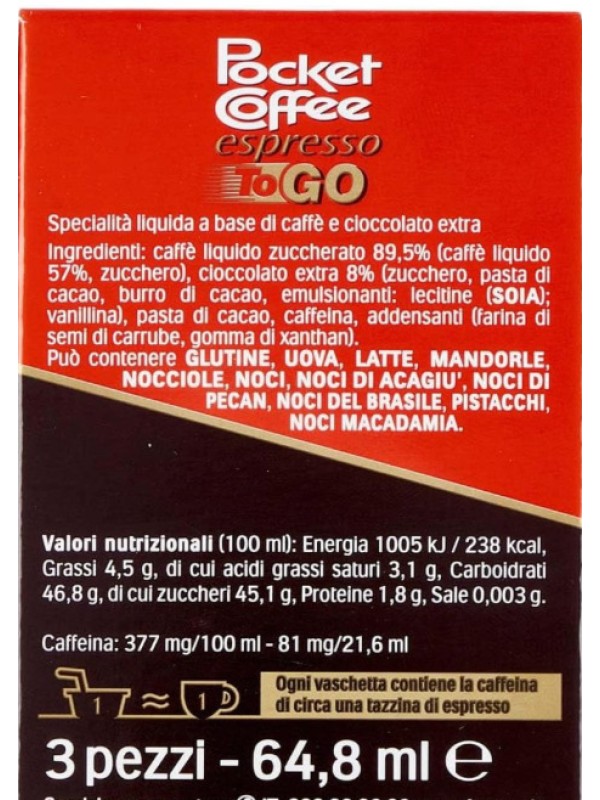 Pocket
Coffee
espresso
To GO
Specialità liquida a base di caffè e cioccolato extra
Ingredienti: caffè liquido zuccherato 89,5% (caffè liquido
57%, zucchero), cioccolato extra 8% (zucchero, pasta di
cacao, burro di cacao, emulsionanti: lecitine (SOIA);
vanillina), pasta di cacao, caffeina, addensanti (farina di
semi di carrube, gomma di xanthan).
Può contenere GLUTINE, UOVA, LATTE, MANDORLE,
NOCCIOLE, NOCI, NOCI DI ACAGIU', NOCI DI
PECAN, NOCI DEL BRASILE, PISTACCHI,
NOCI MACADAMIA.
Valori nutrizionali (100 ml): Energia 1005 kJ / 238 kcal,
Grassi 4,5 g, di cui acidi grassi saturi 3,1 g, Carboidrati
46,8 g, di cui zuccheri 45,1 g, Proteine 1,8 g, Sale 0,003 g.
Caffeina: 377 mg/100 ml - 81 mg/21,6 ml
1 ≈ 1
Ogni vaschetta contiene la caffeina
di circa una tazzina di espresso
3 pezzi - 64,8 ml ℮